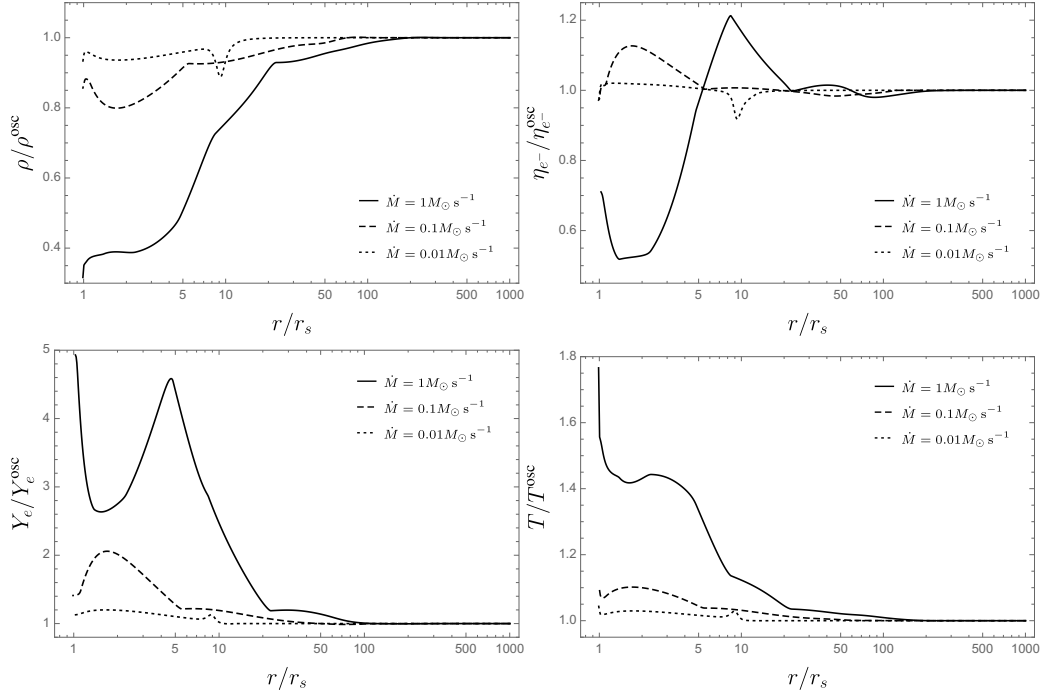 ρ/ρ^osc
1.0
0.8
0.6
0.4
Ṁ = 1M⊙ s⁻¹
Ṁ = 0.1M⊙ s⁻¹
Ṁ = 0.01M⊙ s⁻¹
1 5 10 50 100 500 1000
r/r_s
η_e⁻/η_e⁻^osc
1.2
1.0
0.8
0.6
Ṁ = 1M⊙ s⁻¹
Ṁ = 0.1M⊙ s⁻¹
Ṁ = 0.01M⊙ s⁻¹
1 5 10 50 100 500 1000
r/r_s
Y_e/Y_e^osc
5
4
3
2
1
Ṁ = 1M⊙ s⁻¹
Ṁ = 0.1M⊙ s⁻¹
Ṁ = 0.01M⊙ s⁻¹
1 5 10 50 100 500 1000
r/r_s
T/T^osc
1.8
1.6
1.4
1.2
1.0
Ṁ = 1M⊙ s⁻¹
Ṁ = 0.1M⊙ s⁻¹
Ṁ = 0.01M⊙ s⁻¹
1 5 10 50 100 500 1000
r/r_s